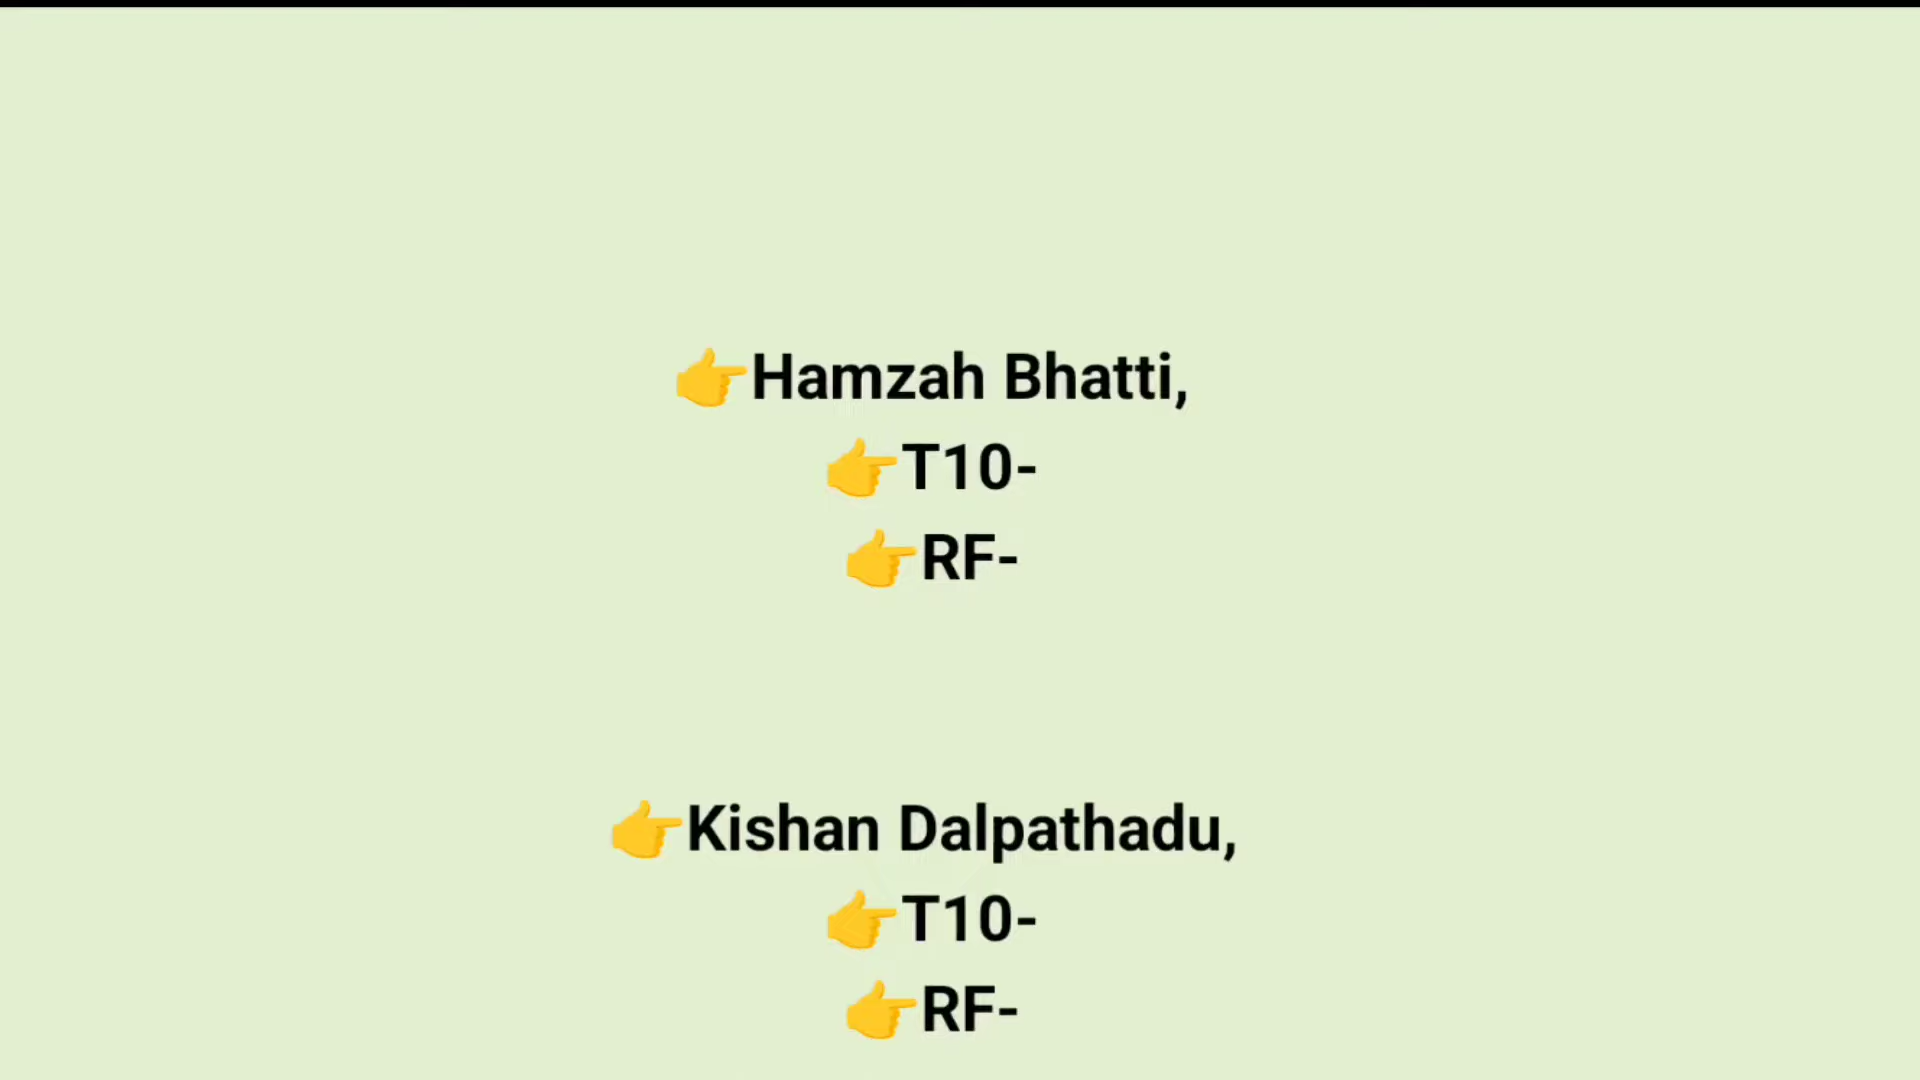 👉Hamzah Bhatti,
👉T10-
👉RF-
👉Kishan Dalpathadu,
👉T10-
👉RF-